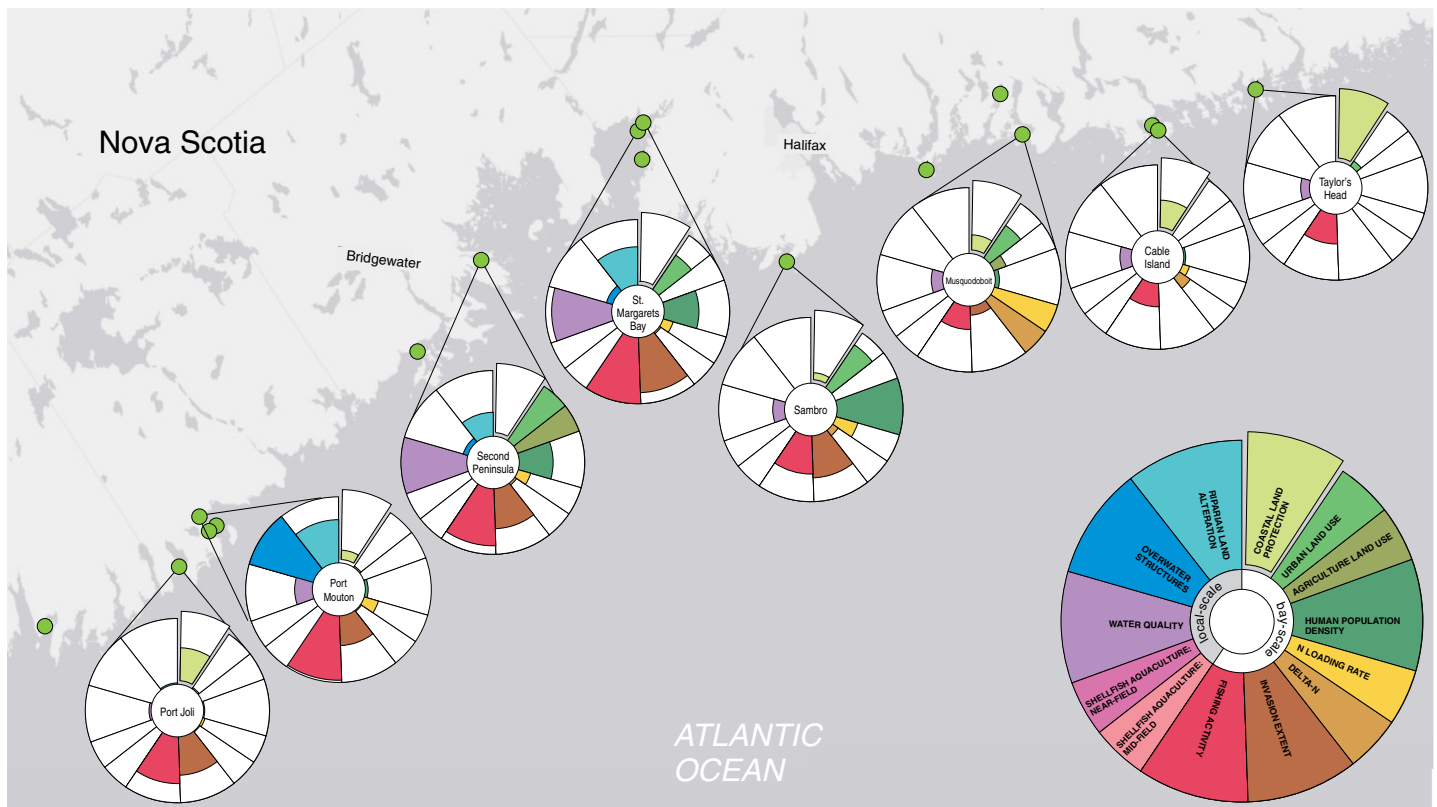 Nova Scotia
Halifax
Bridgewater
Taylor's
Head
Cable
Island
Musquodoboit
St.
Margarets
Bay
Sambro
Second
Peninsula
Port
Mouton
Port Joli
ATLANTIC
OCEAN
RIPARIAN LAND
ALTERATION
COASTAL LAND
PROTECTION
URBAN LAND USE
AGRICULTURE LAND USE
HUMAN POPULATION
DENSITY
N LOADING RATE
DELTA-N
INVASION EXTENT
FISHING ACTIVITY
SHELLFISH AQUACULTURE:
MID-FIELD
SHELLFISH AQUACULTURE:
NEAR-FIELD
WATER QUALITY
OVERWATER
STRUCTURES
local-scale
bay-scale